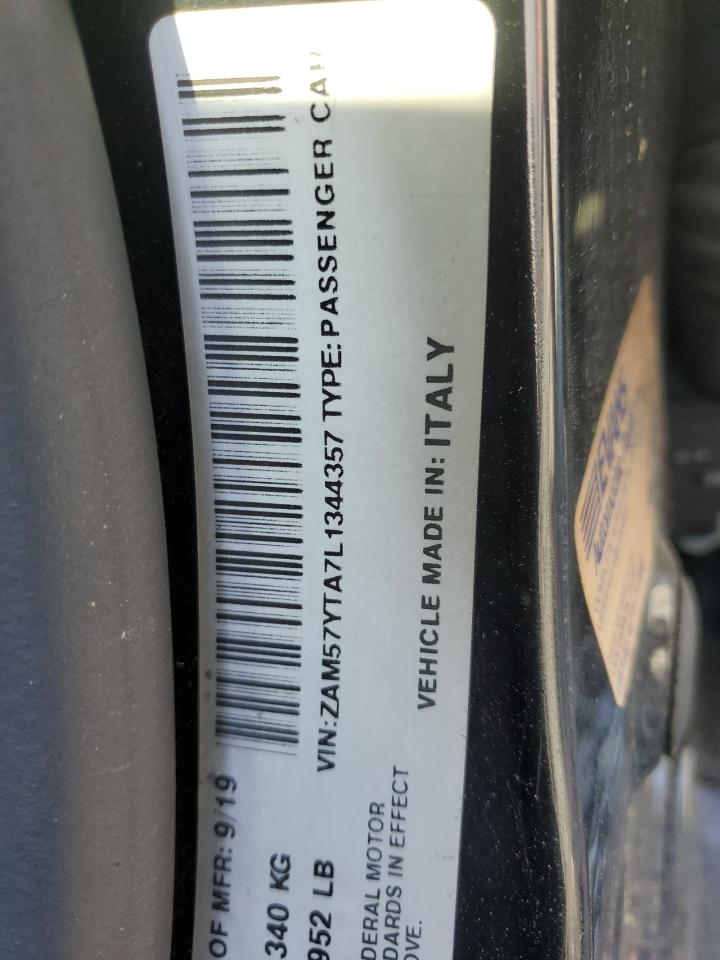 OF MFR: 9/19
340 KG
952 LB
VIN:ZAM57YTA7L1344357 TYPE:PASSENGER CAR
DERAL MOTOR
DARDS IN EFFECT
OVE.
VEHICLE MADE IN: ITALY